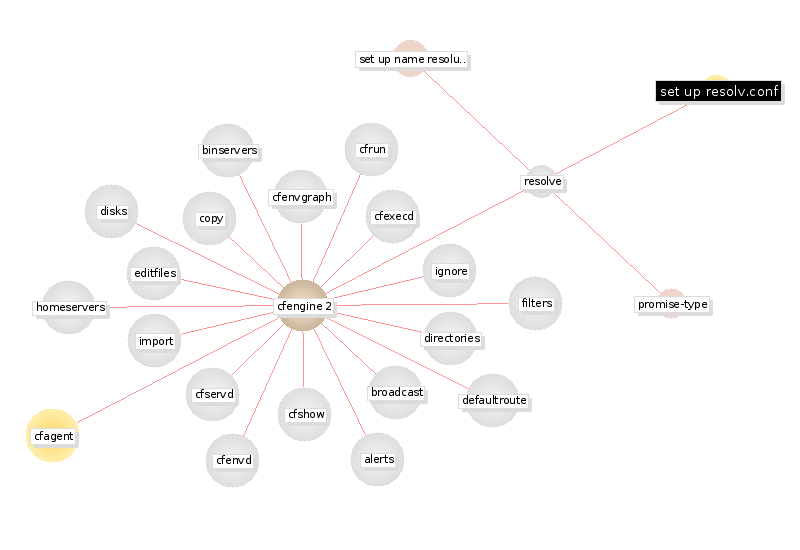 set up name resolu..
set up resolv.conf
binservers
cfrun
resolve
cfenvgraph
disks
copy
cfexecd
editfiles
ignore
homeservers
cfengine 2
filters
promise-type
import
directories
cfservd
broadcast
defaultroute
cfshow
cfagent
cfenvd
alerts